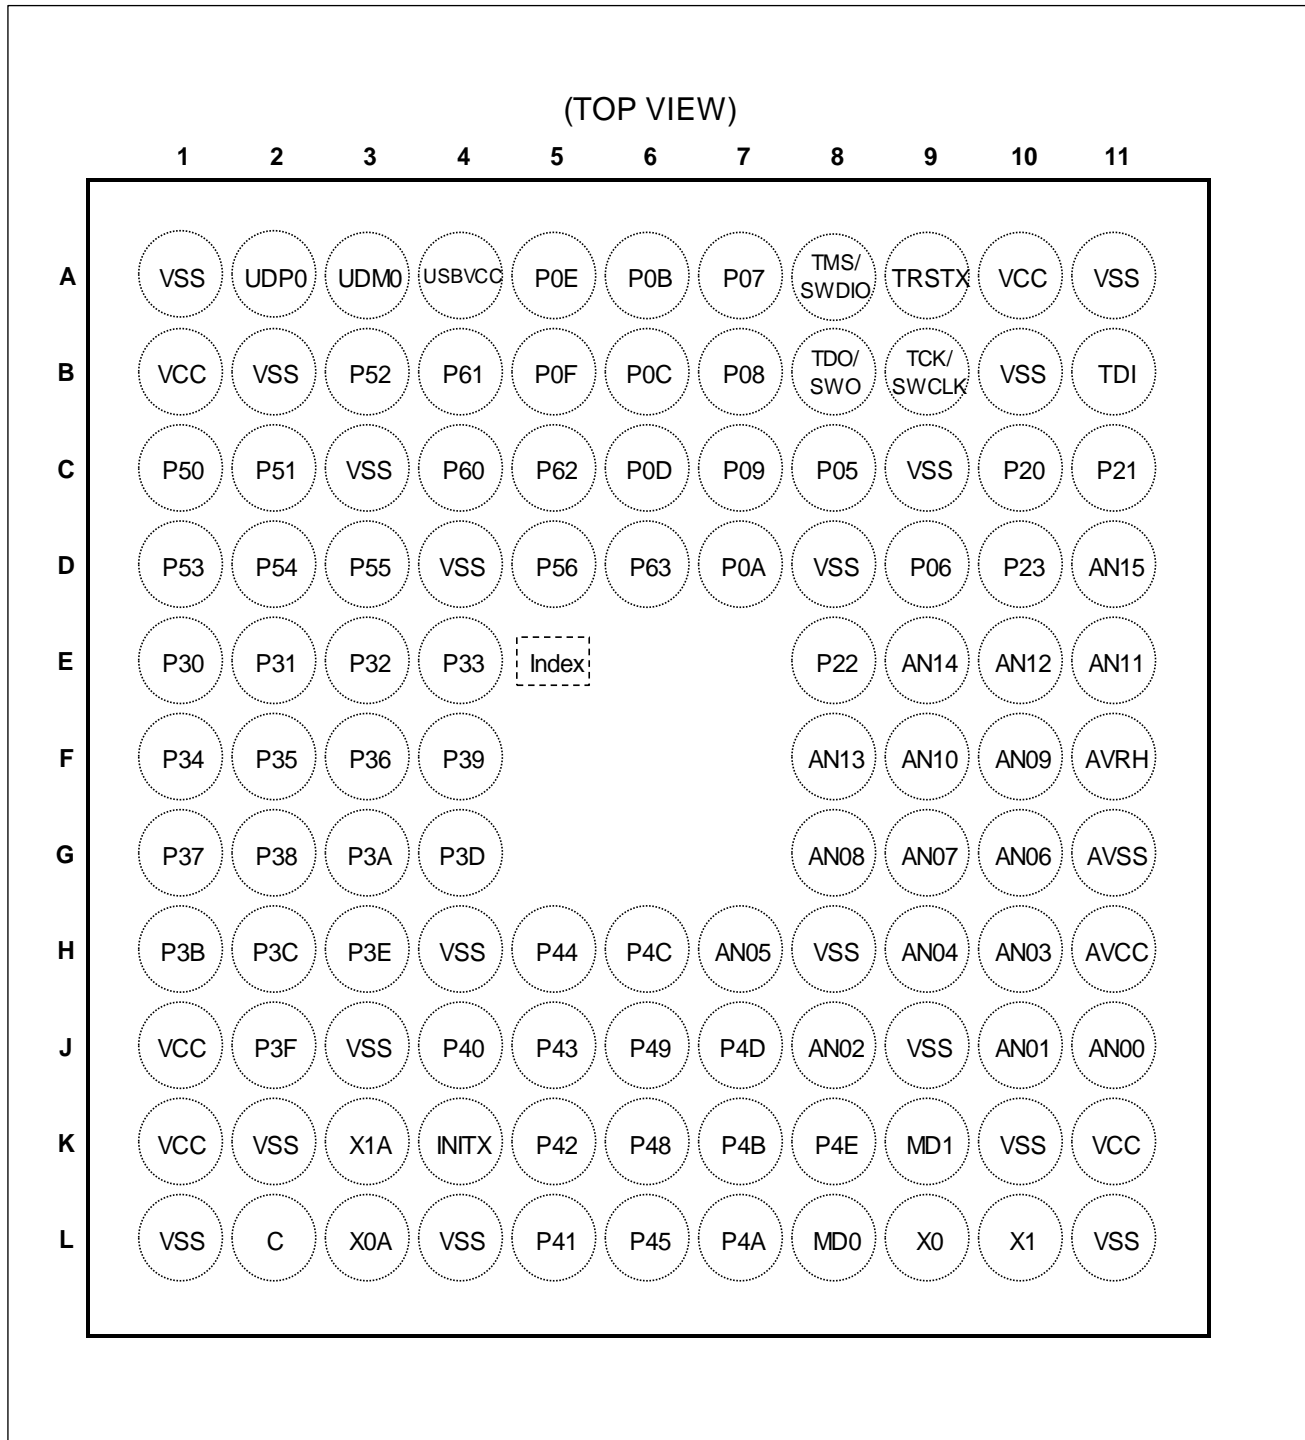 (TOP VIEW)
1 2 3 4 5 6 7 8 9 10 11
A VSS UDP0 UDM0 USBVCC P0E P0B P07 TMS/ SWDIO TRSTX VCC VSS
B VCC VSS P52 P61 P0F P0C P08 TDO/ SWO TCK/ SWCLK VSS TDI
C P50 P51 VSS P60 P62 P0D P09 P05 VSS P20 P21
D P53 P54 P55 VSS P56 P63 P0A VSS P06 P23 AN15
E P30 P31 P32 P33 Index P22 AN14 AN12 AN11
F P34 P35 P36 P39 AN13 AN10 AN09 AVRH
G P37 P38 P3A P3D AN08 AN07 AN06 AVSS
H P3B P3C P3E VSS P44 P4C AN05 VSS AN04 AN03 AVCC
J VCC P3F VSS P40 P43 P49 P4D AN02 VSS AN01 AN00
K VCC VSS X1A INITX P42 P48 P4B P4E MD1 VSS VCC
L VSS C X0A VSS P41 P45 P4A MD0 X0 X1 VSS